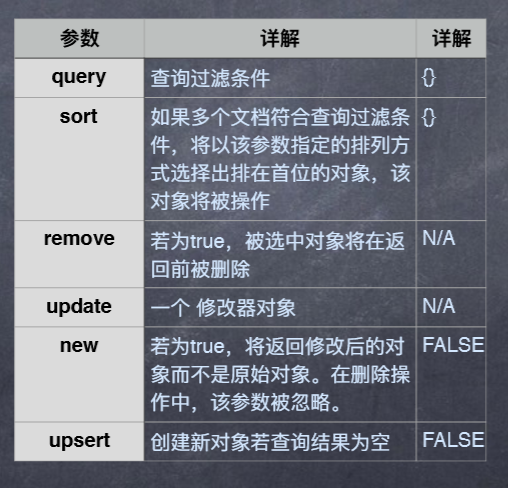 参数 详解 详解
query 查询过滤条件 {}
sort 如果多个文档符合查询过滤条 {}
件，将以该参数指定的排列方
式选择出排在首位的对象，该
对象将被操作
remove 若为true，被选中对象将在返 N/A
回前被删除
update 一个 修改器对象 N/A
new 若为true，将返回修改后的对 FALSE
象而不是原始对象。在删除操
作中，该参数被忽略。
upsert 创建新对象若查询结果为空 FALSE